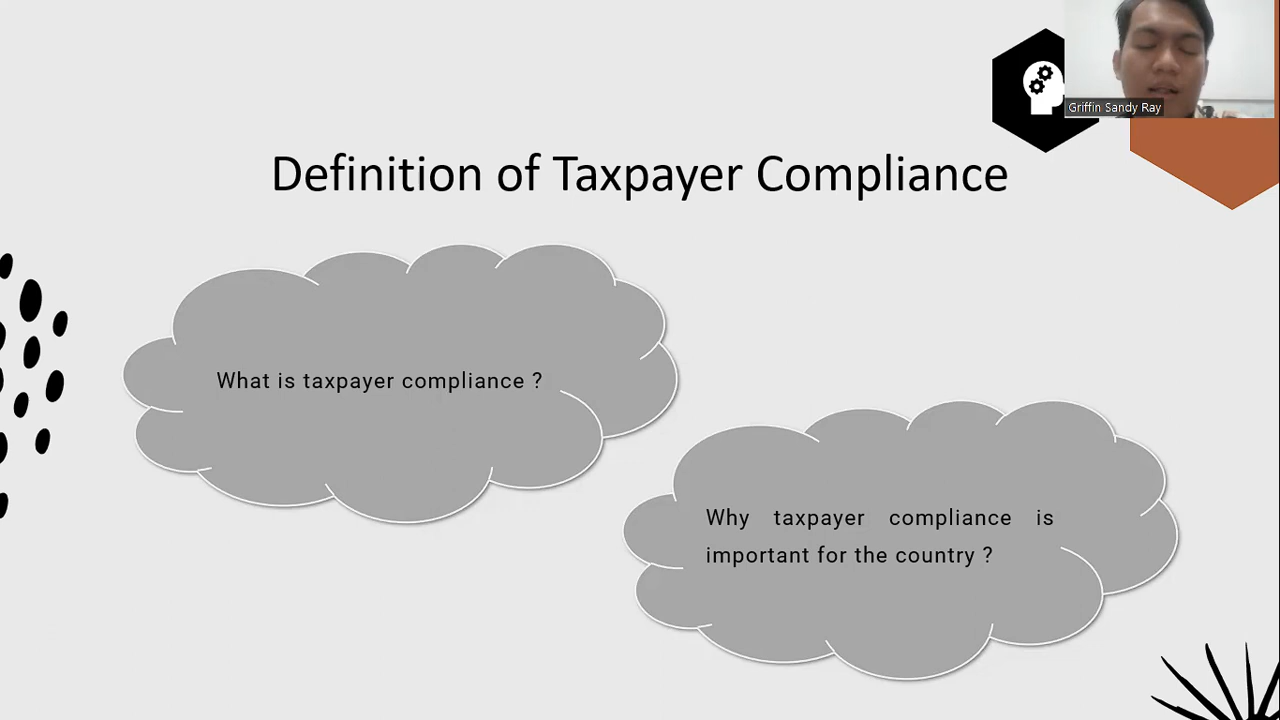 Griffin Sandy Ray
Definition of Taxpayer Compliance
What is taxpayer compliance ?
Why taxpayer compliance is
important for the country ?